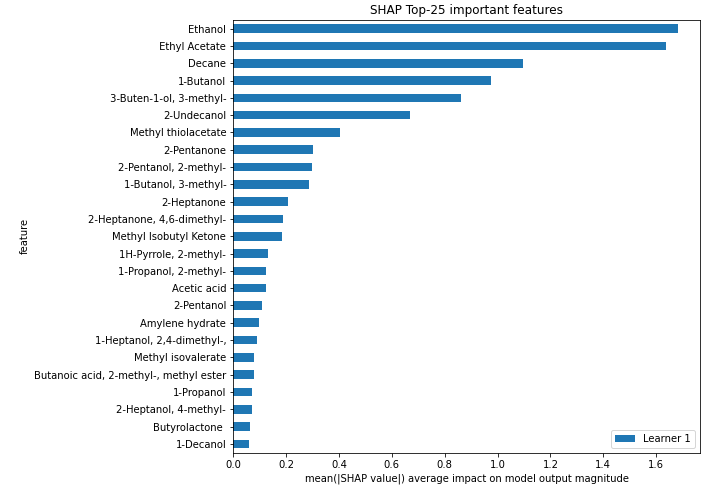 SHAP Top-25 important features
Ethanol
Ethyl Acetate
Decane
1-Butanol
3-Buten-1-ol, 3-methyl-
2-Undecanol
Methyl thiolacetate
2-Pentanone
2-Pentanol, 2-methyl-
1-Butanol, 3-methyl-
2-Heptanone
2-Heptanone, 4,6-dimethyl-
Methyl Isobutyl Ketone
1H-Pyrrole, 2-methyl-
1-Propanol, 2-methyl-
Acetic acid
2-Pentanol
Amylene hydrate
1-Heptanol, 2,4-dimethyl-,
Methyl isovalerate
Butanoic acid, 2-methyl-, methyl ester
1-Propanol
2-Heptanol, 4-methyl-
Butyrolactone
1-Decanol
feature
Learner 1
0.0 0.2 0.4 0.6 0.8 1.0 1.2 1.4 1.6
mean(|SHAP value|) average impact on model output magnitude